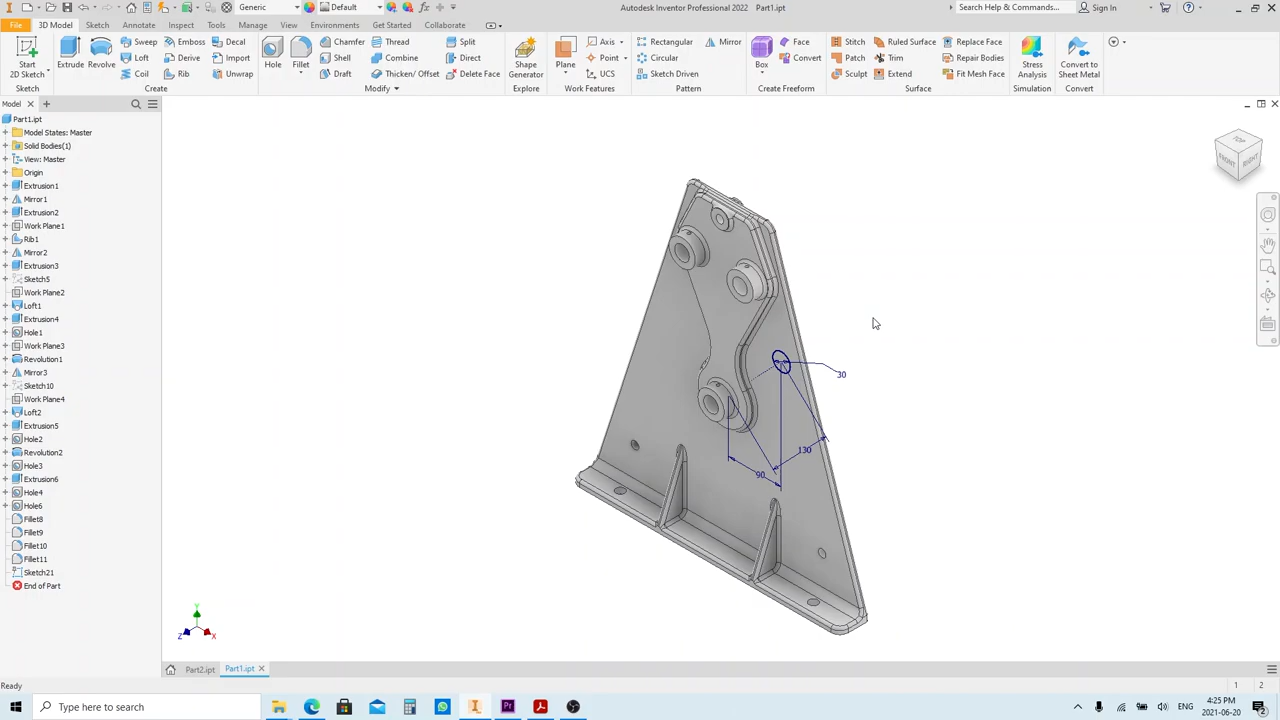 Generic
Default
Autodesk Inventor Professional 2022 Part1.ipt
Search Help & Commands...
Sign In
File
3D Model
Sketch
Annotate
Inspect
Tools
Manage
View
Environments
Get Started
Collaborate
Start
2D Sketch
Extrude
Revolve
Sweep
Loft
Coil
Emboss
Derive
Rib
Decal
Import
Unwrap
Hole
Fillet
Chamfer
Shell
Draft
Thread
Combine
Thicken/ Offset
Split
Direct
Delete Face
Shape
Generator
Plane
Axis
Point
UCS
Rectangular
Circular
Sketch Driven
Mirror
Box
Face
Convert
Stitch
Patch
Sculpt
Ruled Surface
Trim
Extend
Replace Face
Repair Bodies
Fit Mesh Face
Stress
Analysis
Convert to
Sheet Metal
Sketch
Create
Modify
Explore
Work Features
Pattern
Create Freeform
Surface
Simulation
Convert
Model
Part1.ipt
Model States: Master
Solid Bodies(1)
View: Master
Origin
Extrusion1
Mirror1
Extrusion2
Work Plane1
Rib1
Mirror2
Extrusion3
Sketch5
Work Plane2
Loft1
Extrusion4
Hole1
Work Plane3
Revolution1
Mirror3
Sketch10
Work Plane4
Loft2
Extrusion5
Hole2
Revolution2
Hole3
Extrusion6
Hole4
Hole6
Fillet8
Fillet9
Fillet10
Fillet11
Sketch21
End of Part
TOP
FRONT
RIGHT
30
130
90
Y
Z
X
Part2.ipt
Part1.ipt
Ready
1
2
Type here to search
ENG
4:25 PM
2021-06-20
2